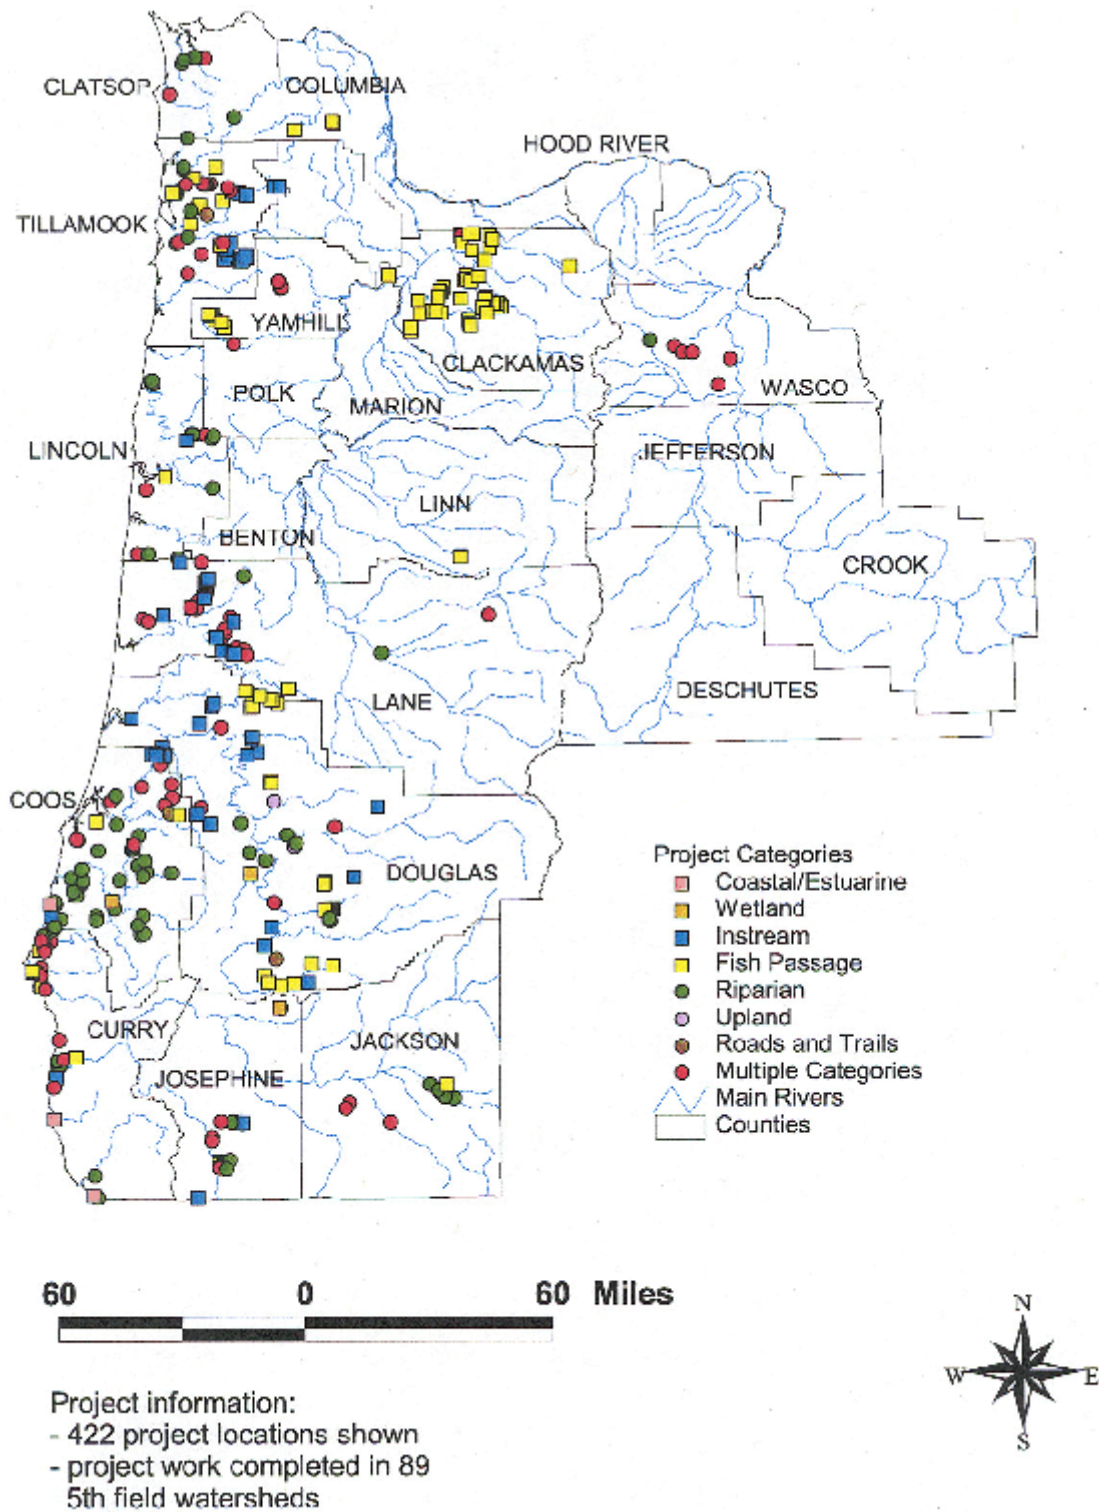 CLATSOP
COLUMBIA
HOOD RIVER
TILLAMOOK
YAMHILL
CLACKAMAS
POLK
MARION
WASCO
LINCOLN
JEFFERSON
LINN
BENTON
CROOK
LANE
DESCHUTES
COOS
DOUGLAS
CURRY
JACKSON
JOSEPHINE
Project Categories
Coastal/Estuarine
Wetland
Instream
Fish Passage
Riparian
Upland
Roads and Trails
Multiple Categories
Main Rivers
Counties
60 0 60 Miles
N
W E
S
Project information:
- 422 project locations shown
- project work completed in 89
5th field watersheds